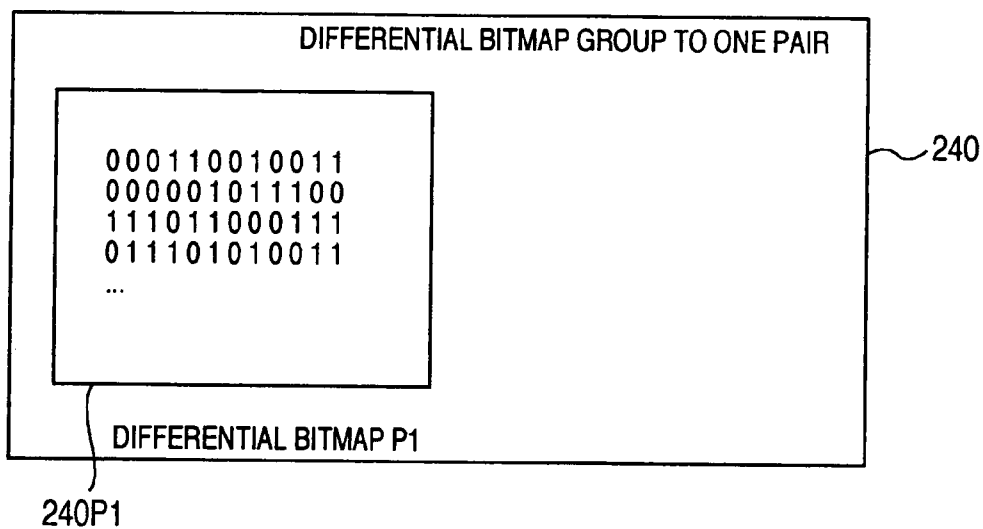 DIFFERENTIAL BITMAP GROUP TO ONE PAIR
000110010011
000001011100
111011000111
011101010011
...
240
DIFFERENTIAL BITMAP P1
240P1